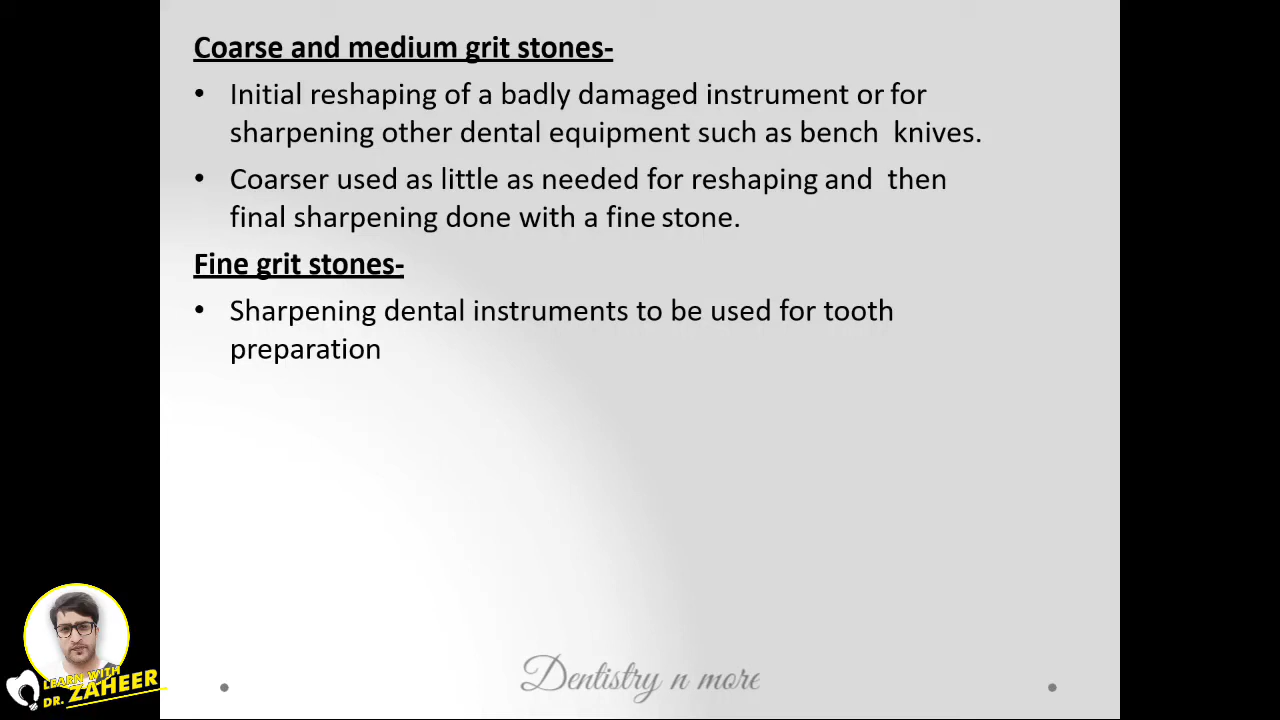 Coarse and medium grit stones-
• Initial reshaping of a badly damaged instrument or for
sharpening other dental equipment such as bench knives.
• Coarser used as little as needed for reshaping and then
final sharpening done with a fine stone.
Fine grit stones-
• Sharpening dental instruments to be used for tooth
preparation
Dentistry n more
LEARN WITH
DR. ZAHEER